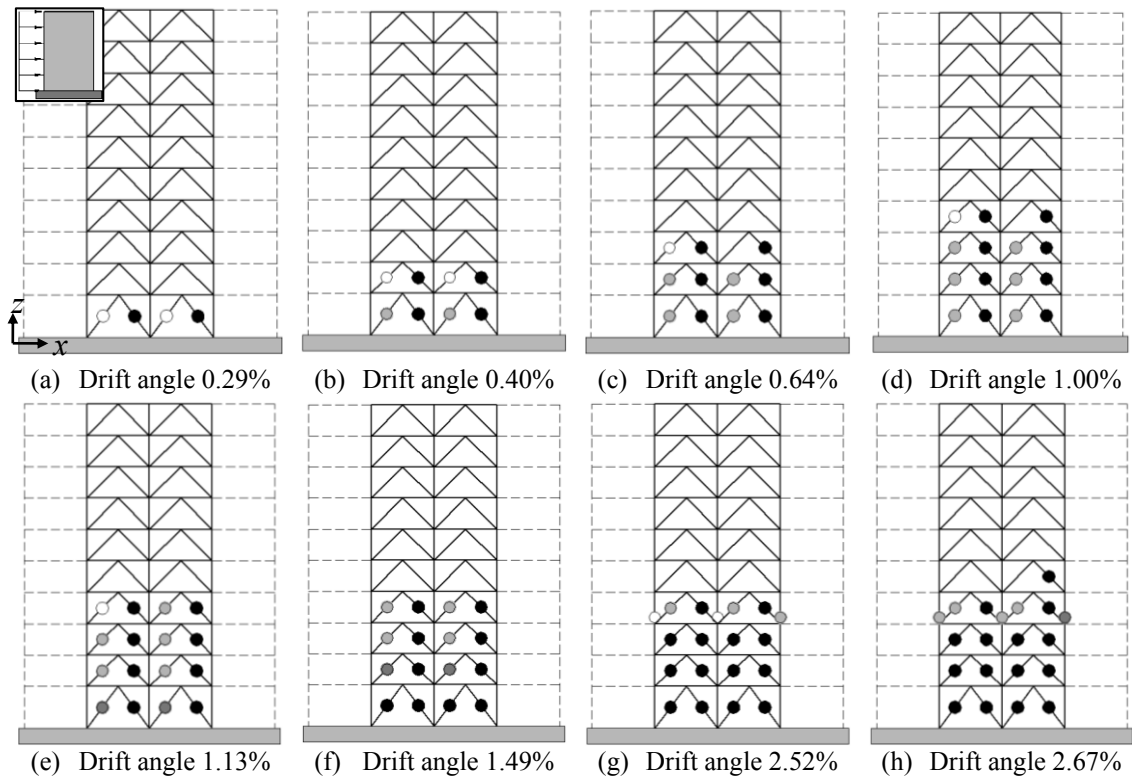 z
x
(a) Drift angle 0.29%
(b) Drift angle 0.40%
(c) Drift angle 0.64%
(d) Drift angle 1.00%
(e) Drift angle 1.13%
(f) Drift angle 1.49%
(g) Drift angle 2.52%
(h) Drift angle 2.67%